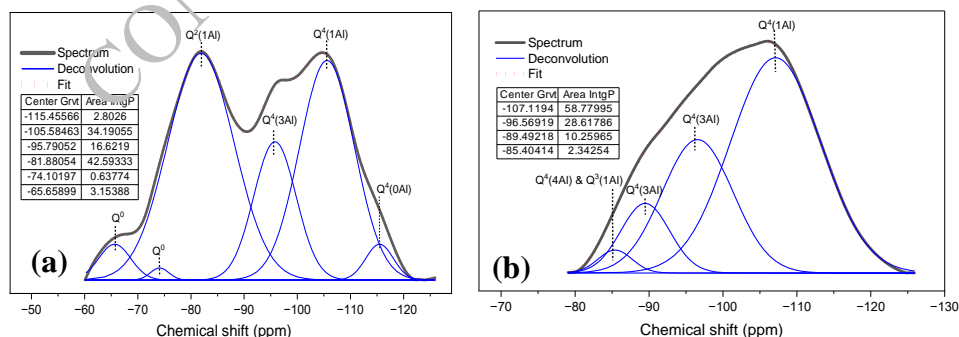 COP
Spectrum
Deconvolution
Fit
Center Grvt Area IntgP
-115.45566 2.8026
-105.58463 34.19055
-95.79052 16.6219
-81.88054 42.59333
-74.10197 0.63774
-65.65899 3.15388
Q²(1Al)
Q⁴(1Al)
Q⁴(3Al)
Q⁴(0Al)
Q⁰
Q⁰
(a)
−50 −60 −70 −80 −90 −100 −110 −120
Chemical shift (ppm)
Spectrum
Deconvolution
Fit
Center Grvt Area IntgP
-107.1194 58.77995
-96.56919 28.61786
-89.49218 10.25965
-85.40414 2.34254
Q⁴(1Al)
Q⁴(3Al)
Q⁴(4Al) & Q³(1Al)
Q⁴(3Al)
(b)
−70 −80 −90 −100 −110 −120 −130
Chemical shift (ppm)